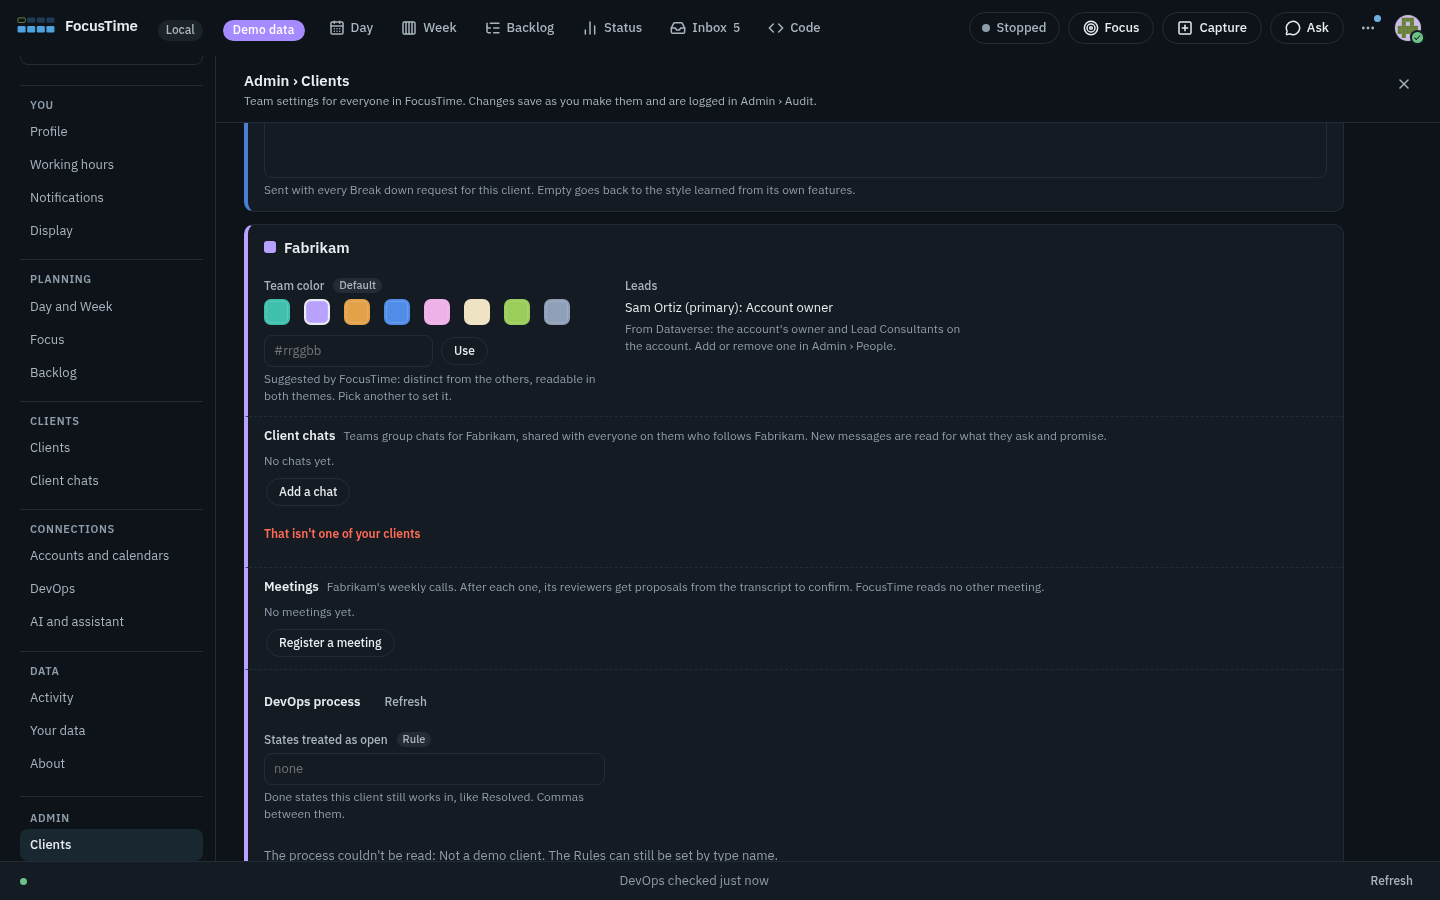 FocusTime
Local
Demo data
Day
Week
Backlog
Status
Inbox 5
Code
Stopped
Focus
Capture
Ask
YOU
Profile
Working hours
Notifications
Display
PLANNING
Day and Week
Focus
Backlog
CLIENTS
Clients
Client chats
CONNECTIONS
Accounts and calendars
DevOps
AI and assistant
DATA
Activity
Your data
About
ADMIN
Clients
Admin › Clients
Team settings for everyone in FocusTime. Changes save as you make them and are logged in Admin › Audit.
Sent with every Break down request for this client. Empty goes back to the style learned from its own features.
Fabrikam
Team color Default
#rrggbb
Use
Suggested by FocusTime: distinct from the others, readable in
both themes. Pick another to set it.
Leads
Sam Ortiz (primary): Account owner
From Dataverse: the account's owner and Lead Consultants on
the account. Add or remove one in Admin › People.
Client chats Teams group chats for Fabrikam, shared with everyone on them who follows Fabrikam. New messages are read for what they ask and promise.
No chats yet.
Add a chat
That isn't one of your clients
Meetings Fabrikam's weekly calls. After each one, its reviewers get proposals from the transcript to confirm. FocusTime reads no other meeting.
No meetings yet.
Register a meeting
DevOps process Refresh
States treated as open Rule
none
Done states this client still works in, like Resolved. Commas
between them.
The process couldn't be read: Not a demo client. The Rules can still be set by type name.
DevOps checked just now
Refresh